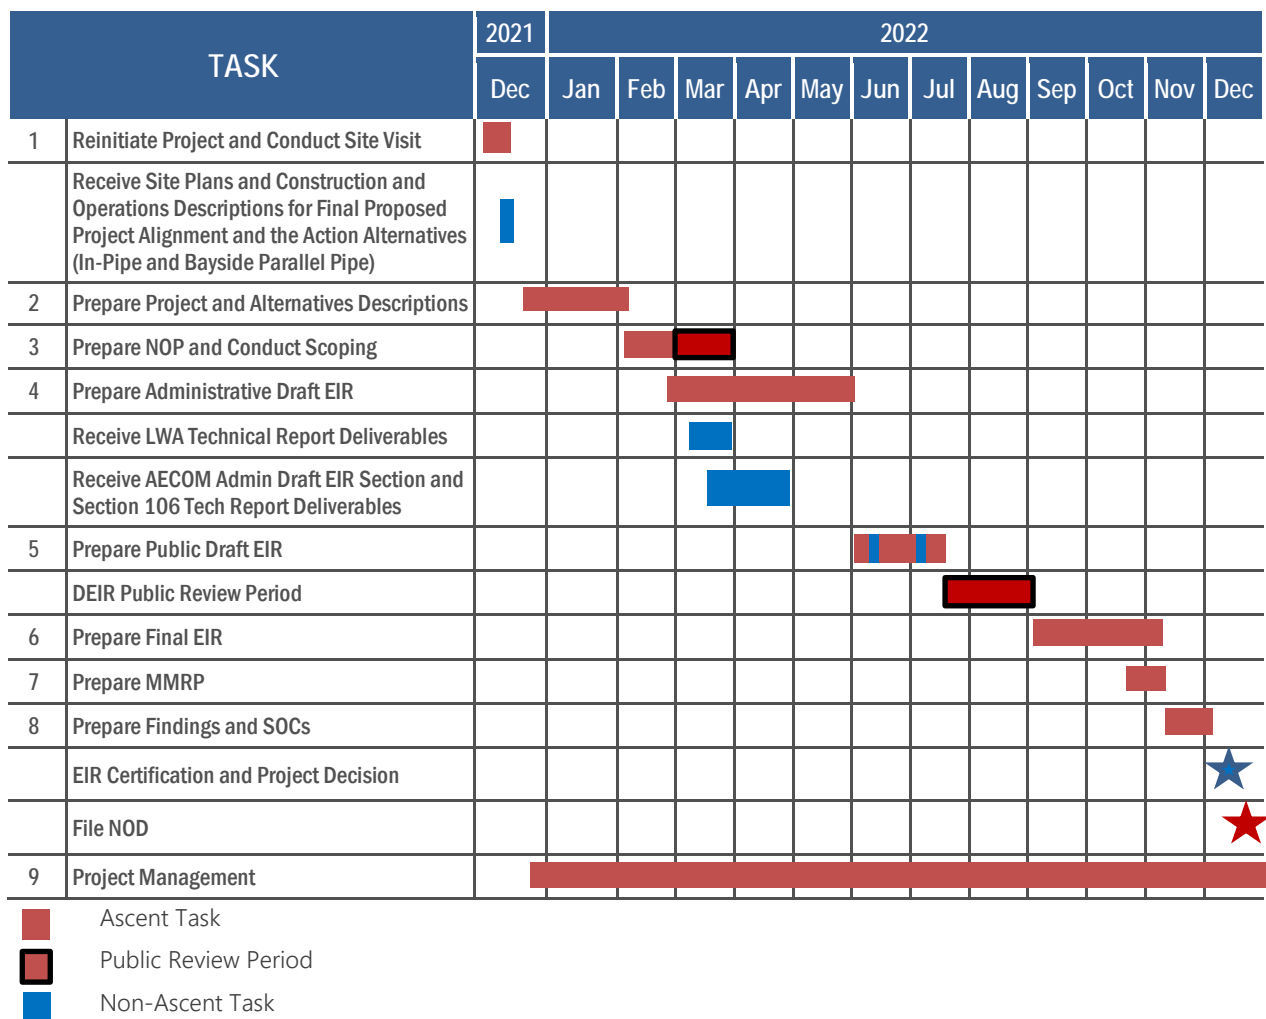 TASK
2021
2022
Dec
Jan
Feb
Mar
Apr
May
Jun
Jul
Aug
Sep
Oct
Nov
Dec
1
Reinitiate Project and Conduct Site Visit
Receive Site Plans and Construction and
Operations Descriptions for Final Proposed
Project Alignment and the Action Alternatives
(In-Pipe and Bayside Parallel Pipe)
2
Prepare Project and Alternatives Descriptions
3
Prepare NOP and Conduct Scoping
4
Prepare Administrative Draft EIR
Receive LWA Technical Report Deliverables
Receive AECOM Admin Draft EIR Section and
Section 106 Tech Report Deliverables
5
Prepare Public Draft EIR
DEIR Public Review Period
6
Prepare Final EIR
7
Prepare MMRP
8
Prepare Findings and SOCs
EIR Certification and Project Decision
File NOD
9
Project Management
Ascent Task
Public Review Period
Non-Ascent Task